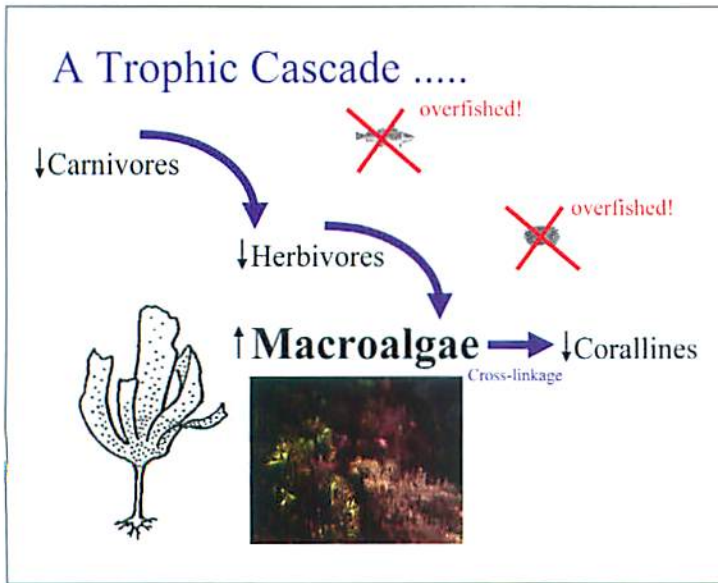 A Trophic Cascade .....
overfished!
↓Carnivores
overfished!
↓Herbivores
↑Macroalgae
↓Corallines
Cross-linkage